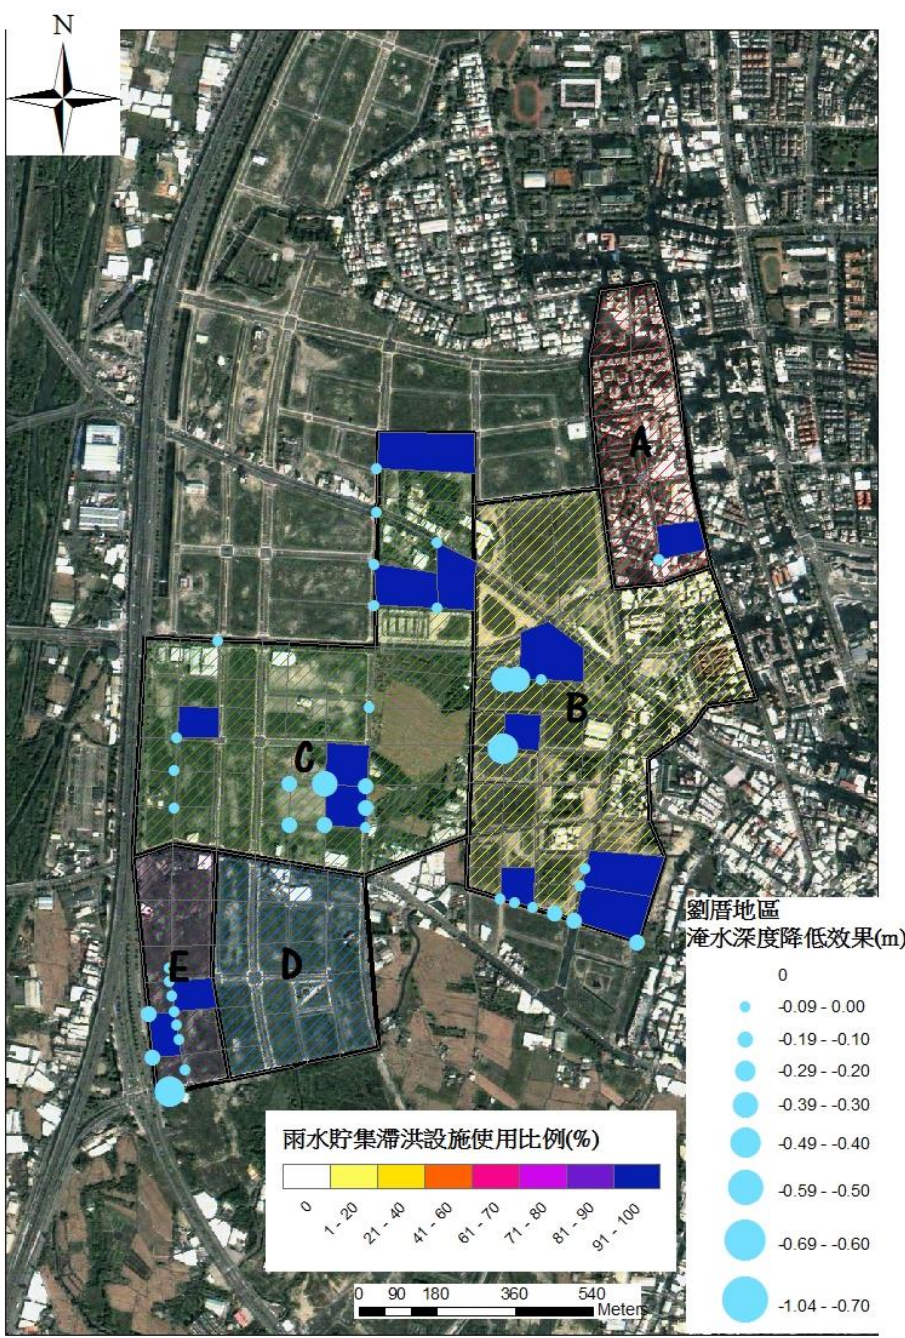 N
A
B
C
D
E
劉厝地區
淹水深度降低效果(m)
0
-0.09 - 0.00
-0.19 - -0.10
-0.29 - -0.20
-0.39 - -0.30
-0.49 - -0.40
-0.59 - -0.50
-0.69 - -0.60
-1.04 - -0.70
雨水貯集滯洪設施使用比例(%)
0
1 - 20
21 - 40
41 - 60
61 - 70
71 - 80
81 - 90
91 - 100
0 90 180 360 540
Meters